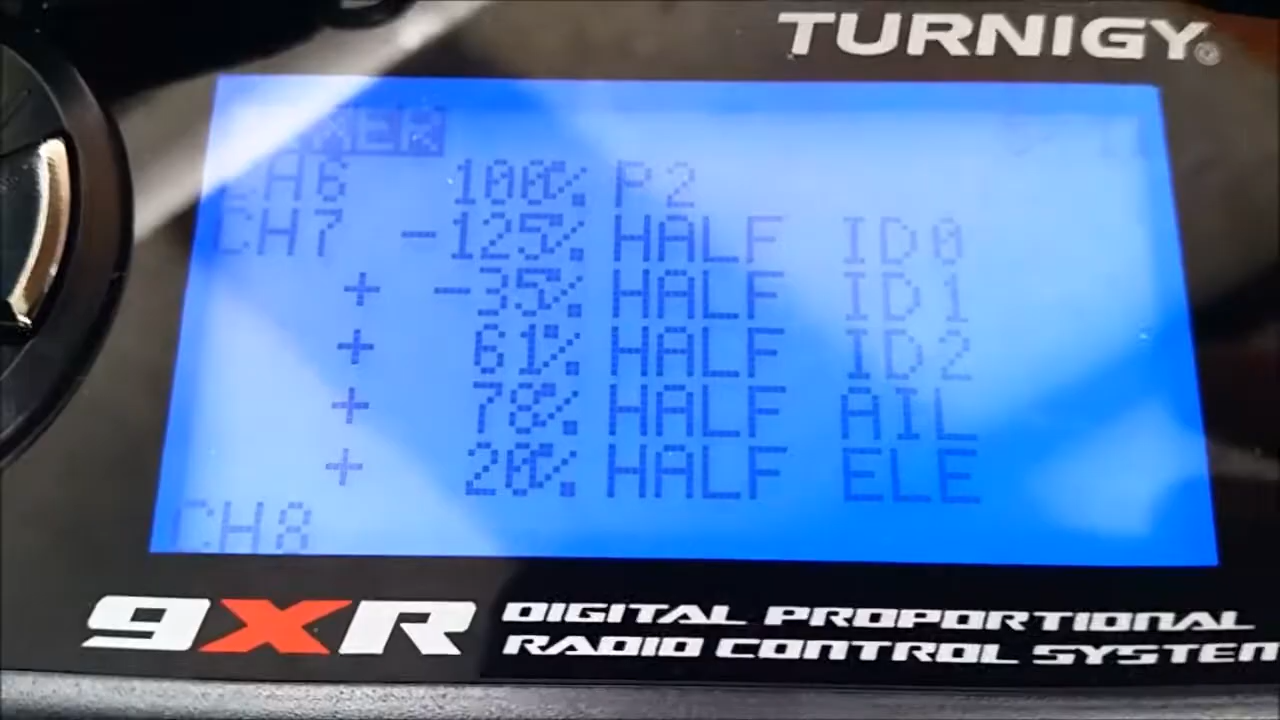 TURNIGY®
MIXER
CH6 100% P2
CH7 -125% HALF ID0
+ -35% HALF ID1
+ 61% HALF ID2
+ 78% HALF AIL
+ 20% HALF ELE
CH8
9XR DIGITAL PROPORTIONAL
RADIO CONTROL SYSTEM